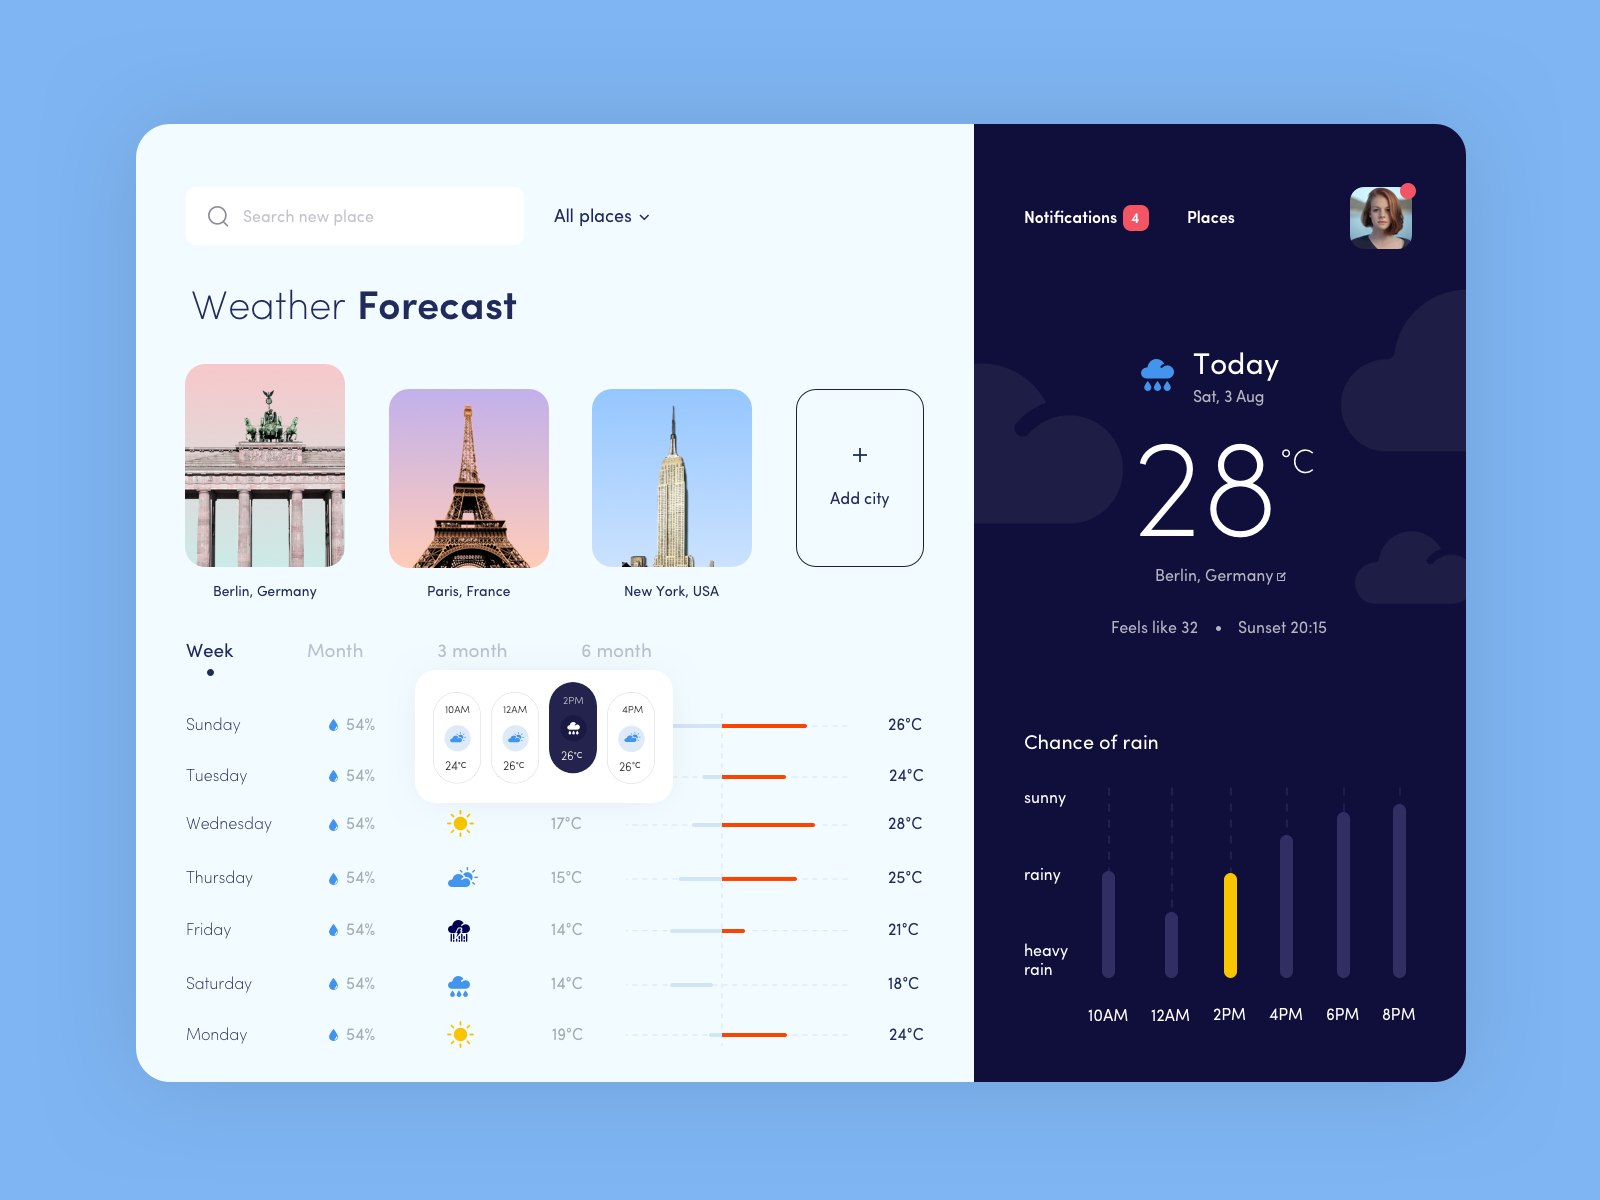 Search new place
All places
Weather Forecast
Berlin, Germany
Paris, France
New York, USA
+
Add city
Week Month 3 month 6 month
10AM 12AM 2PM 4PM
24°C 26°C 26°C 26°C
Sunday 54% 26°C
Tuesday 54% 24°C
Wednesday 54% 17°C 28°C
Thursday 54% 15°C 25°C
Friday 54% 14°C 21°C
Saturday 54% 14°C 18°C
Monday 54% 19°C 24°C
Notifications 4 Places
Today
Sat, 3 Aug
28°C
Berlin, Germany
Feels like 32 • Sunset 20:15
Chance of rain
sunny
rainy
heavy
rain
10AM 12AM 2PM 4PM 6PM 8PM